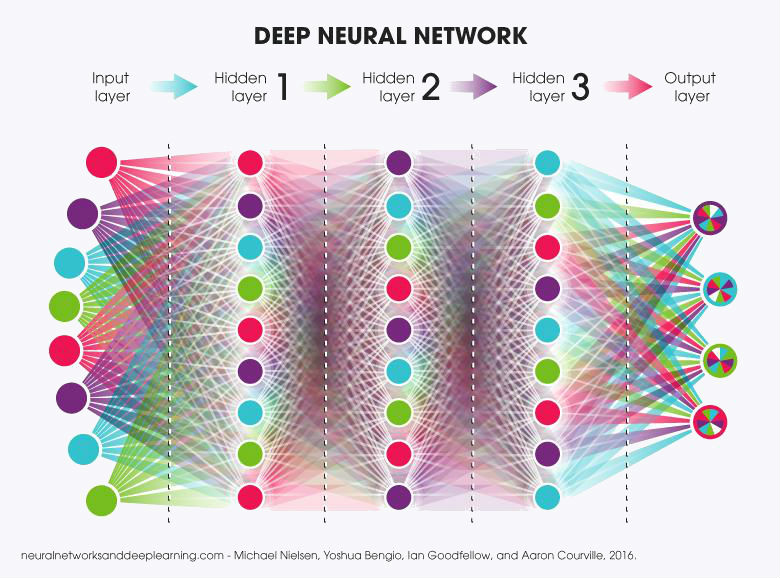 DEEP NEURAL NETWORK
Input
layer
Hidden
layer 1
Hidden
layer 2
Hidden
layer 3
Output
layer
neuralnetworksanddeeplearning.com - Michael Nielsen, Yoshua Bengio, Ian Goodfellow, and Aaron Courville, 2016.